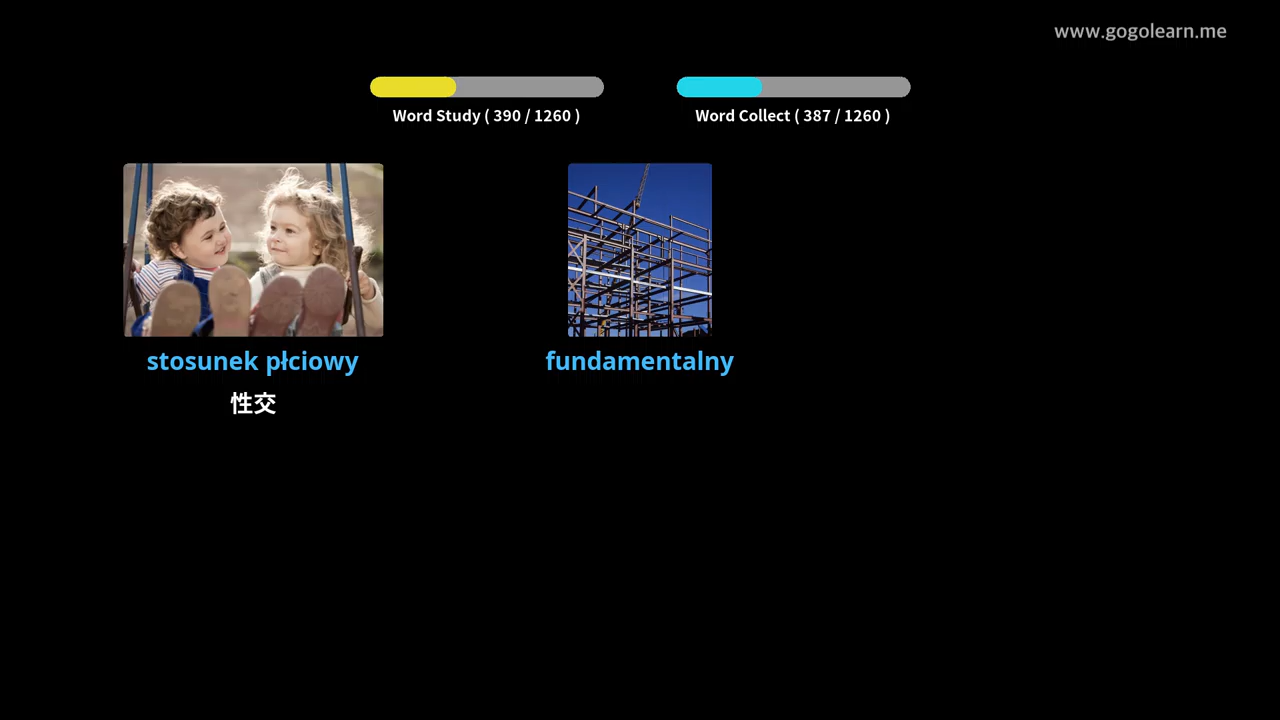 www.gogolearn.me
Word Study ( 390 / 1260 )
Word Collect ( 387 / 1260 )
stosunek płciowy
fundamentalny
性交